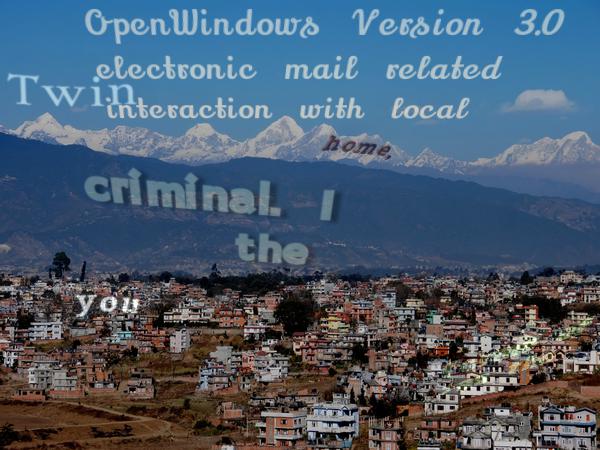 OpenWindows Version 3.0
electronic mail related
Twin
interaction with local
home,
criminal. I
the
you